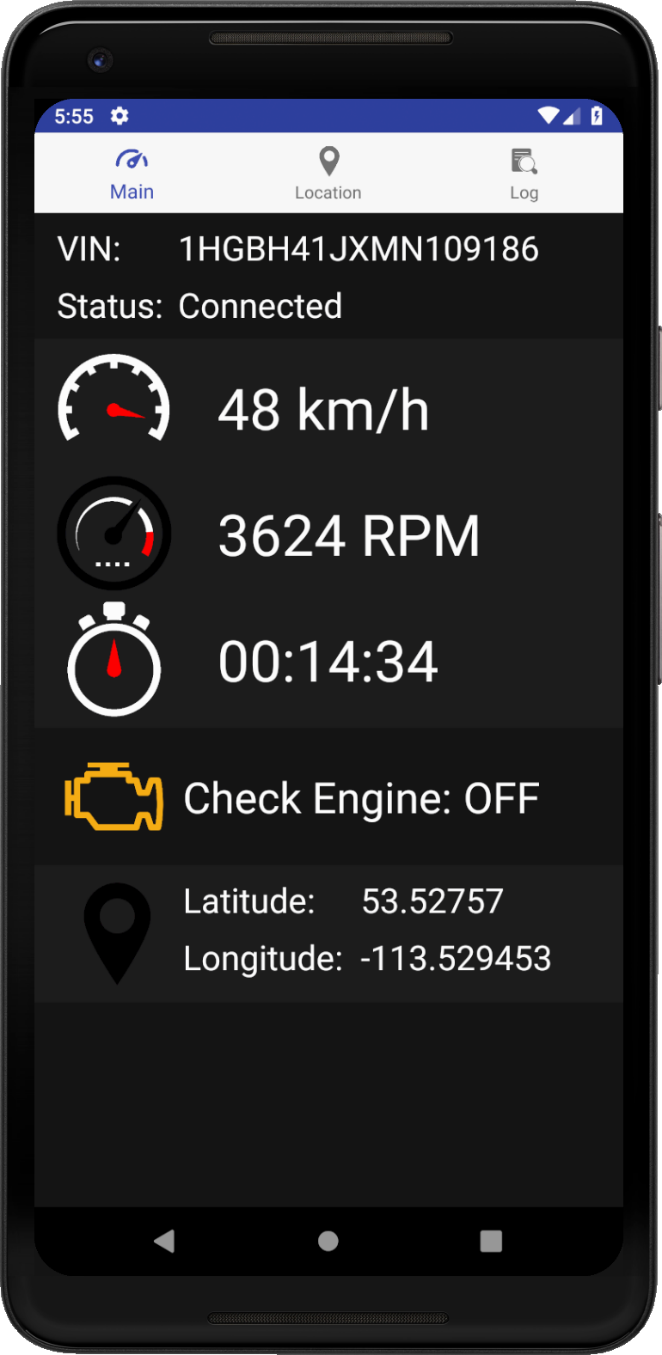 5:55
Main Location Log
VIN: 1HGBH41JXMN109186
Status: Connected
48 km/h
3624 RPM
00:14:34
Check Engine: OFF
Latitude: 53.52757
Longitude: -113.529453